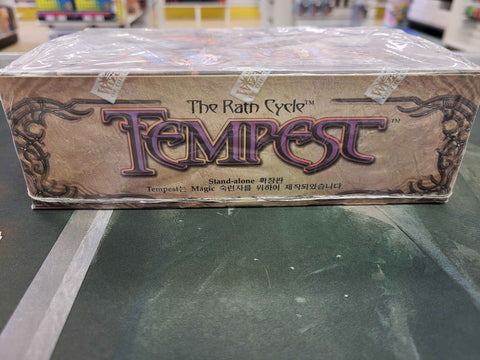 The Rath Cycle™
TEMPEST™
Stand-alone 확장판
Tempest는 Magic 숙련자를 위하여 제작되었습니다